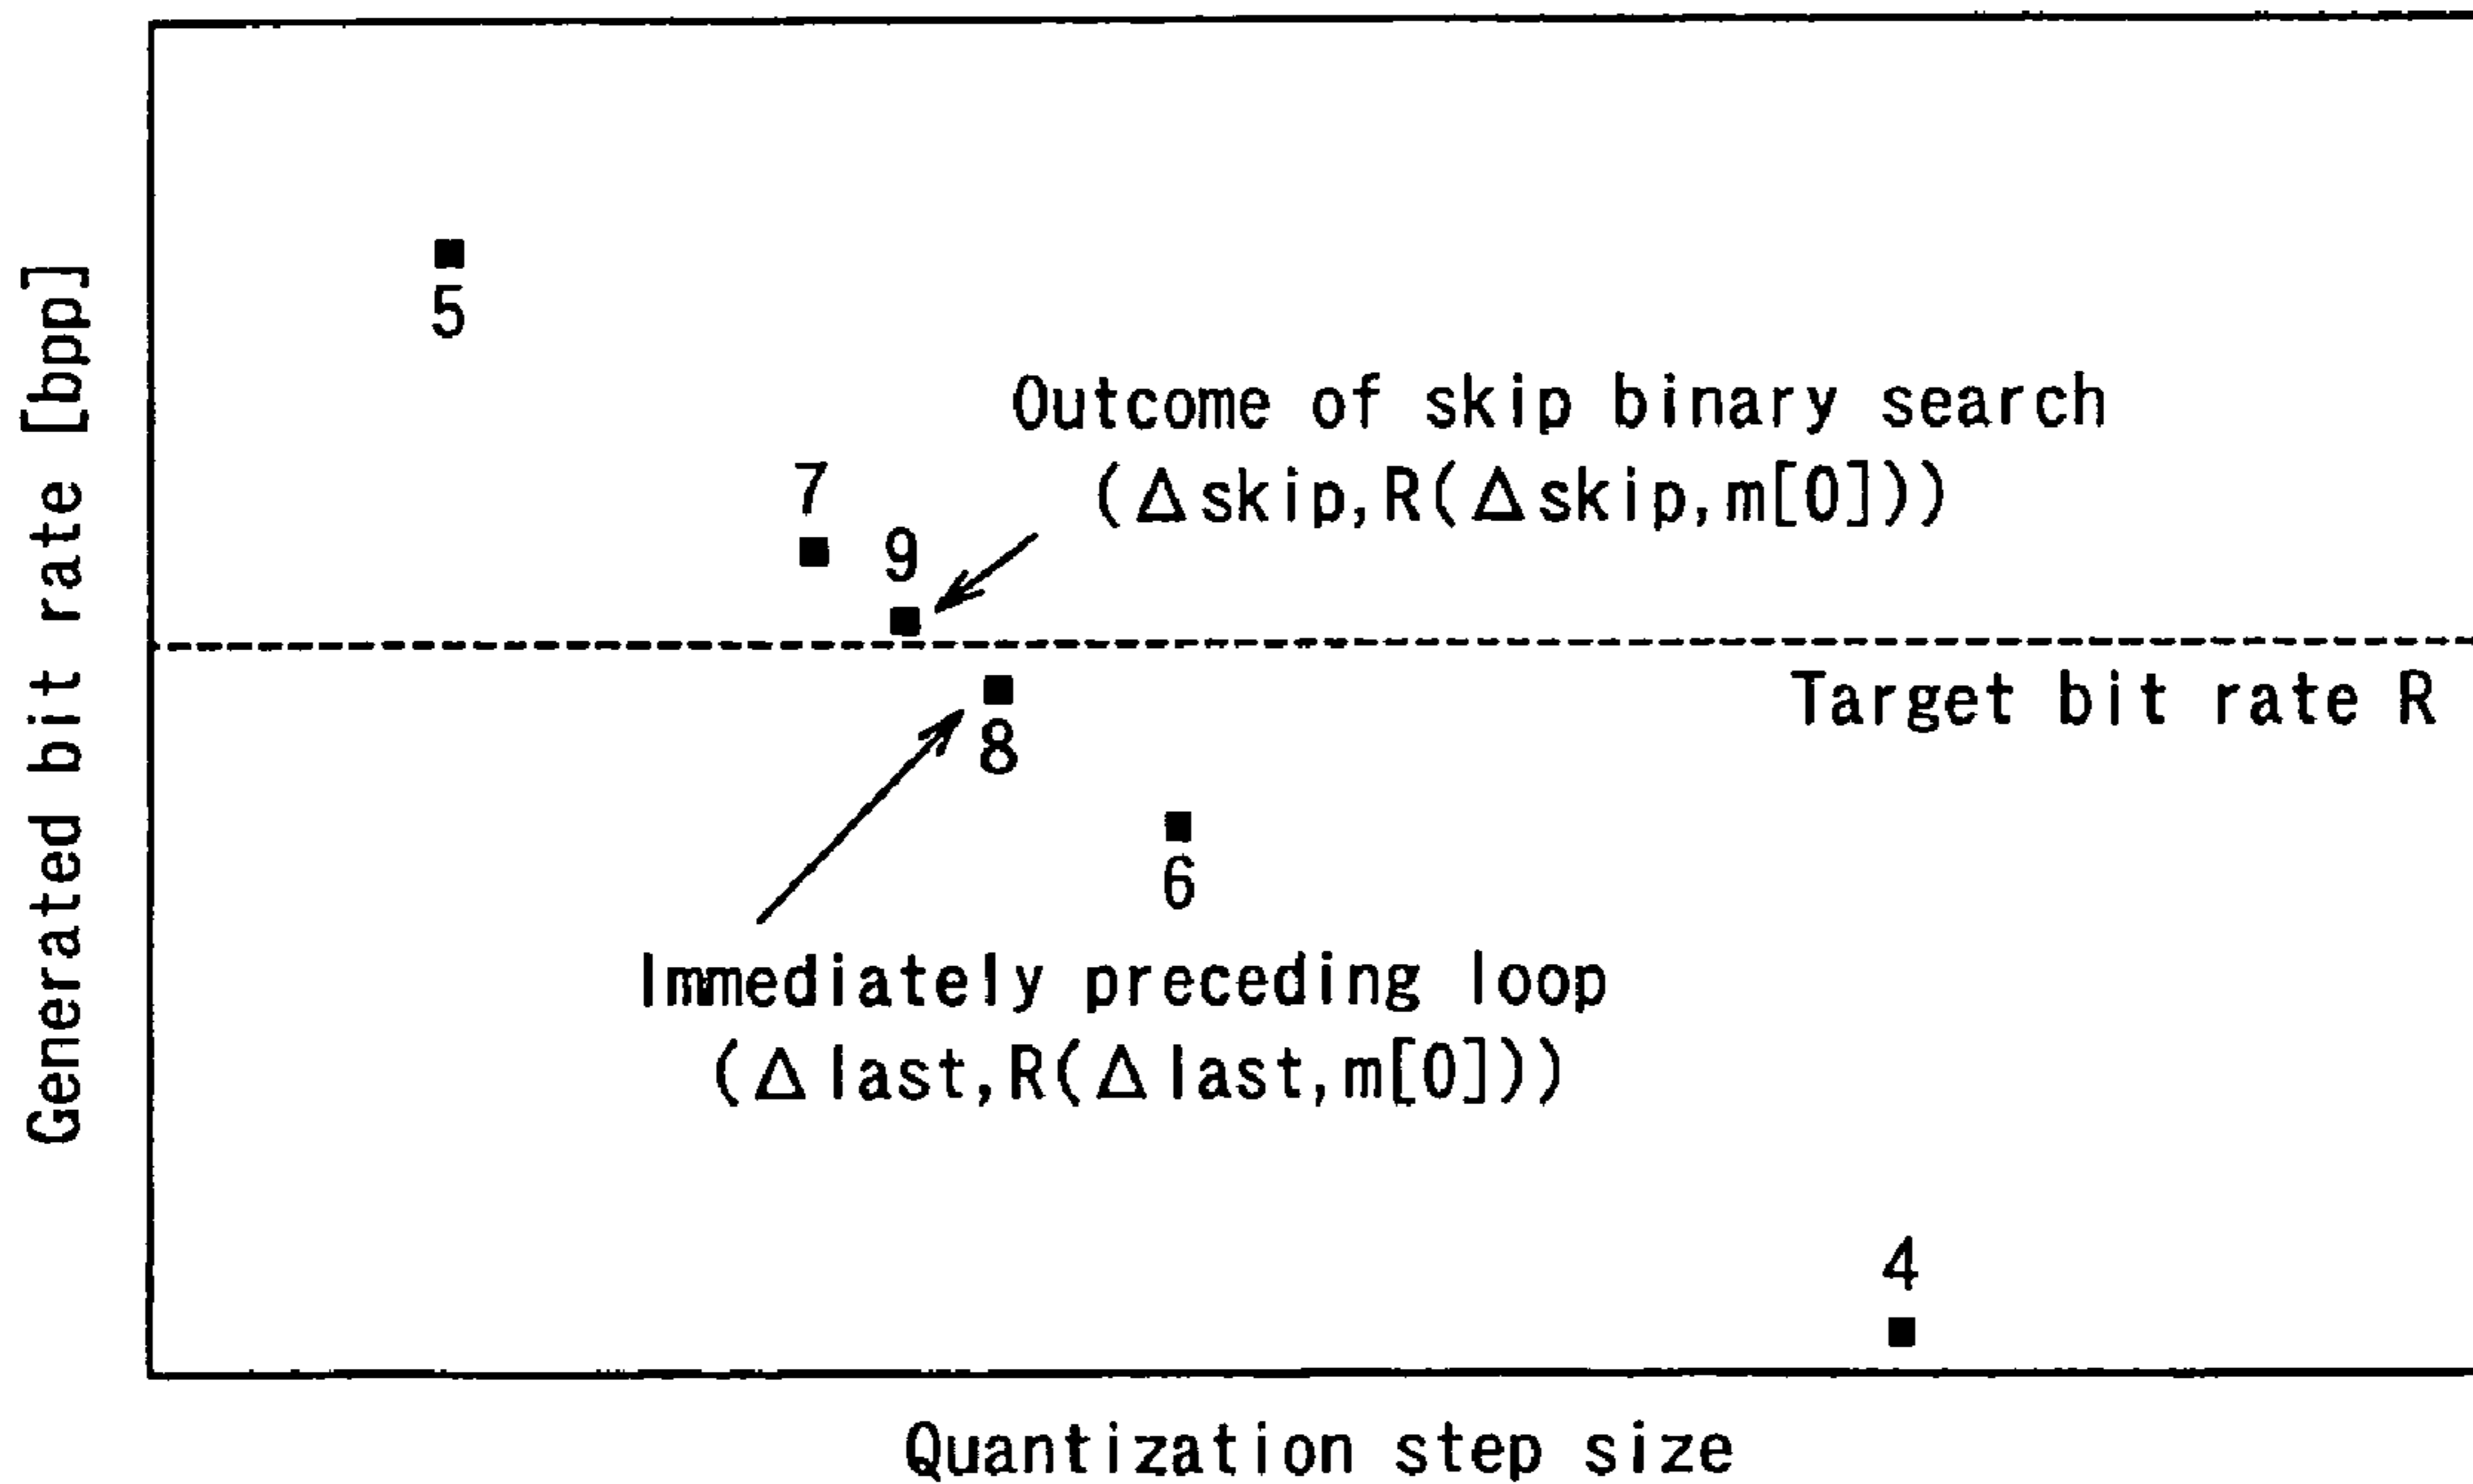 Generated bit rate [bpp]
5
Outcome of skip binary search
(Δskip,R(Δskip,m[0]))
7
9
Target bit rate R
8
6
Immediately preceding loop
(Δlast,R(Δlast,m[0]))
4
Quantization step size